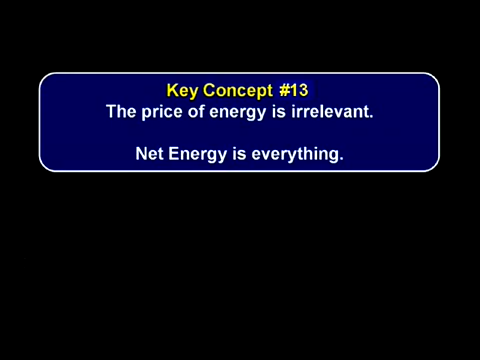 Key Concept #13
The price of energy is irrelevant.
Net Energy is everything.